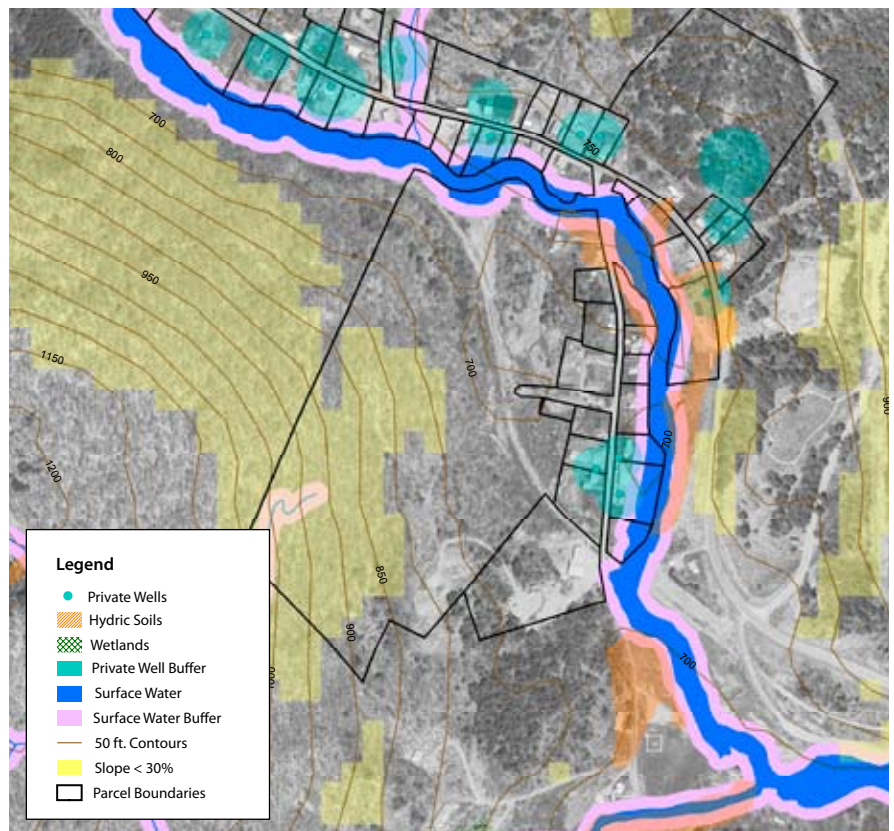 700
800
750
950
1150
700
900
700
1200
850
900
700
Legend
Private Wells
Hydric Soils
Wetlands
Private Well Buffer
Surface Water
Surface Water Buffer
50 ft. Contours
Slope < 30%
Parcel Boundaries